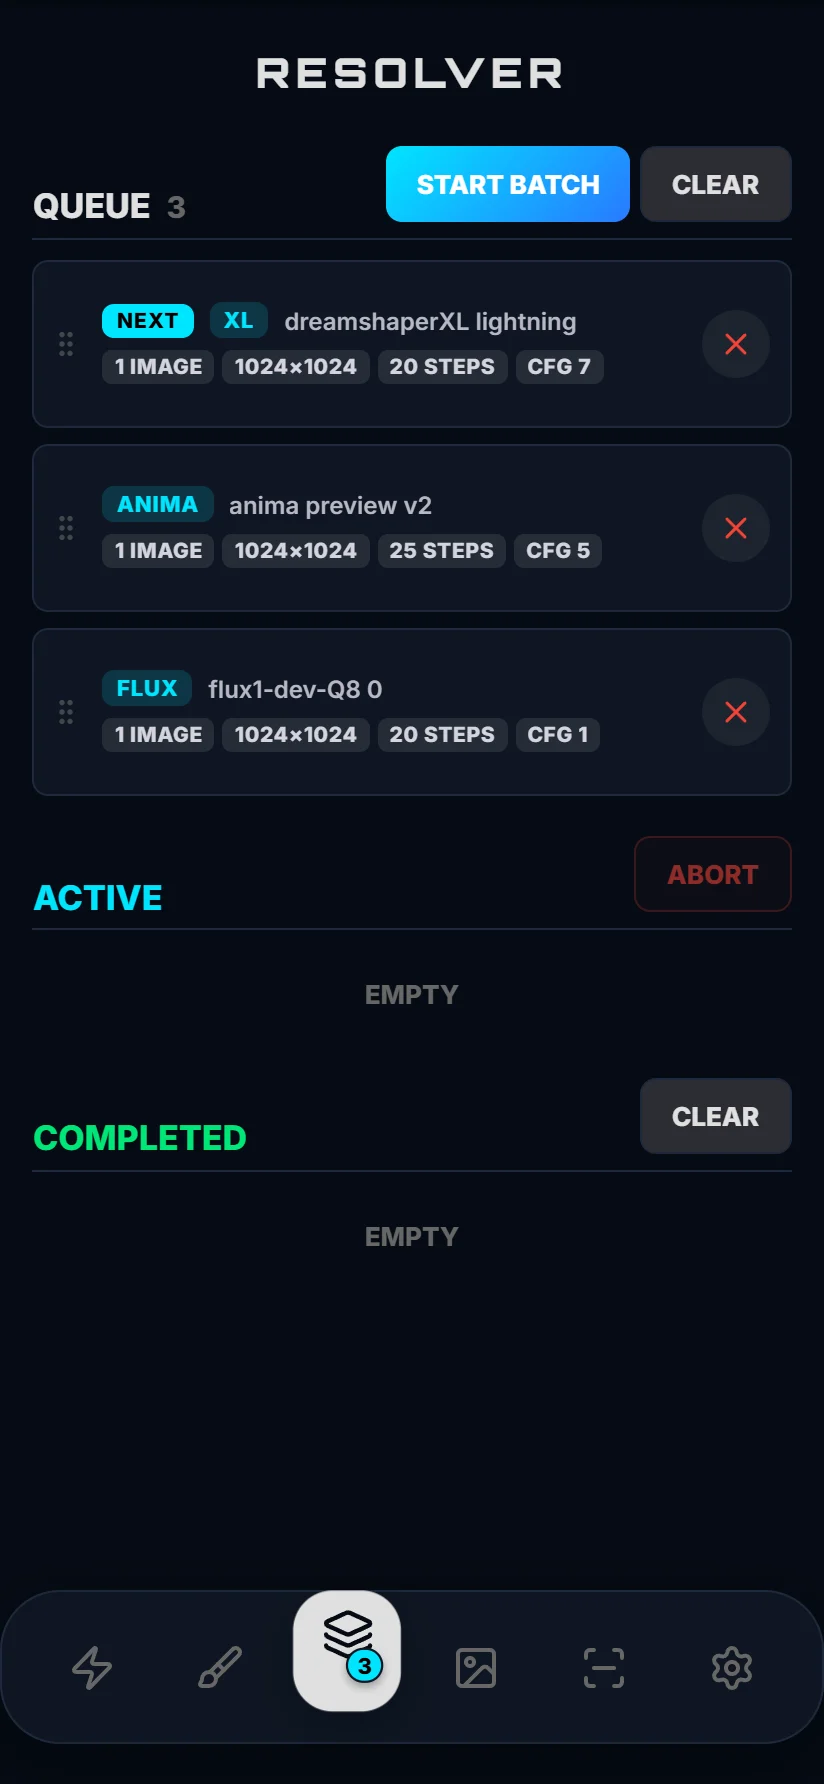 RESOLVER
QUEUE 3
START BATCH
CLEAR
NEXT XL dreamshaperXL lightning
1 IMAGE 1024×1024 20 STEPS CFG 7
ANIMA anima preview v2
1 IMAGE 1024×1024 25 STEPS CFG 5
FLUX flux1-dev-Q8 0
1 IMAGE 1024×1024 20 STEPS CFG 1
ACTIVE
ABORT
EMPTY
COMPLETED
CLEAR
EMPTY
3